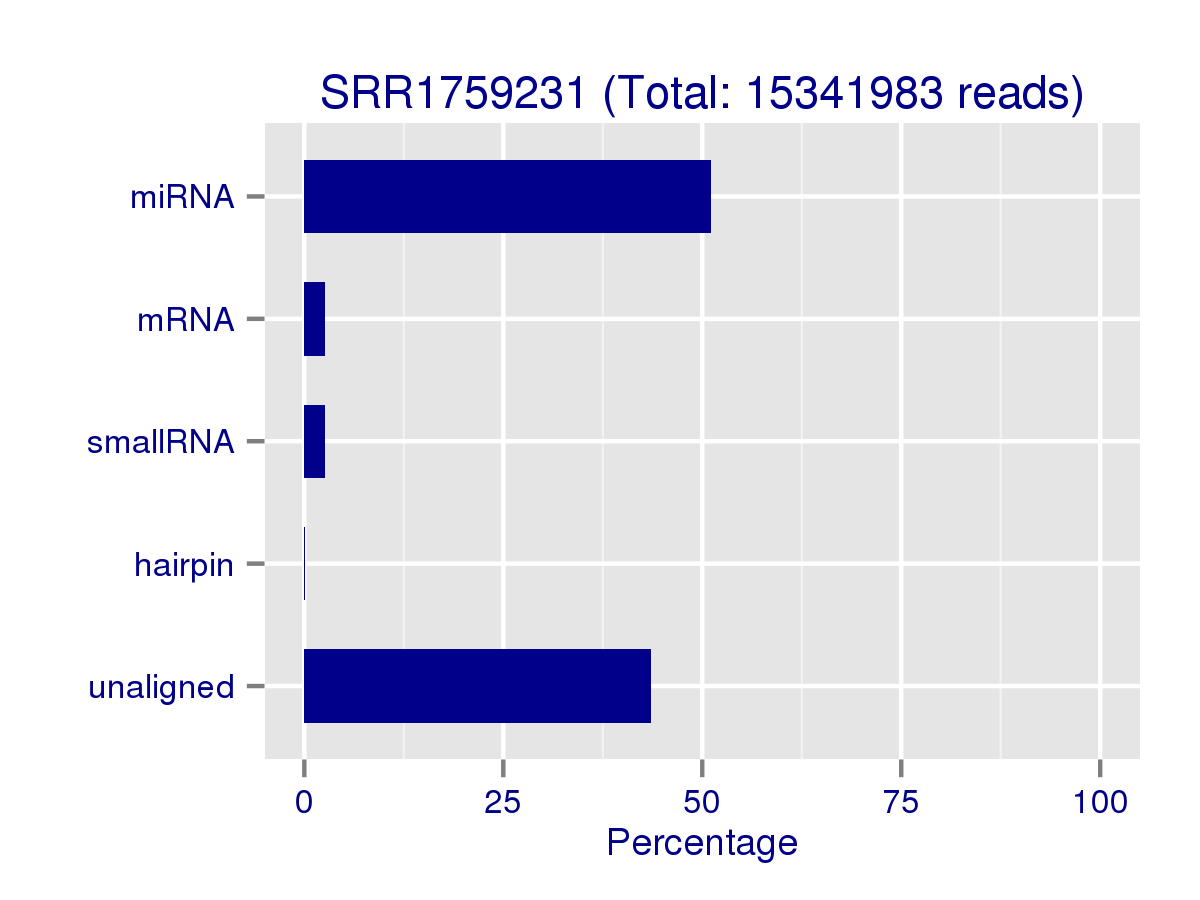 SRR1759231 (Total: 15341983 reads)
miRNA
mRNA
smallRNA
hairpin
unaligned
0 25 50 75 100
Percentage